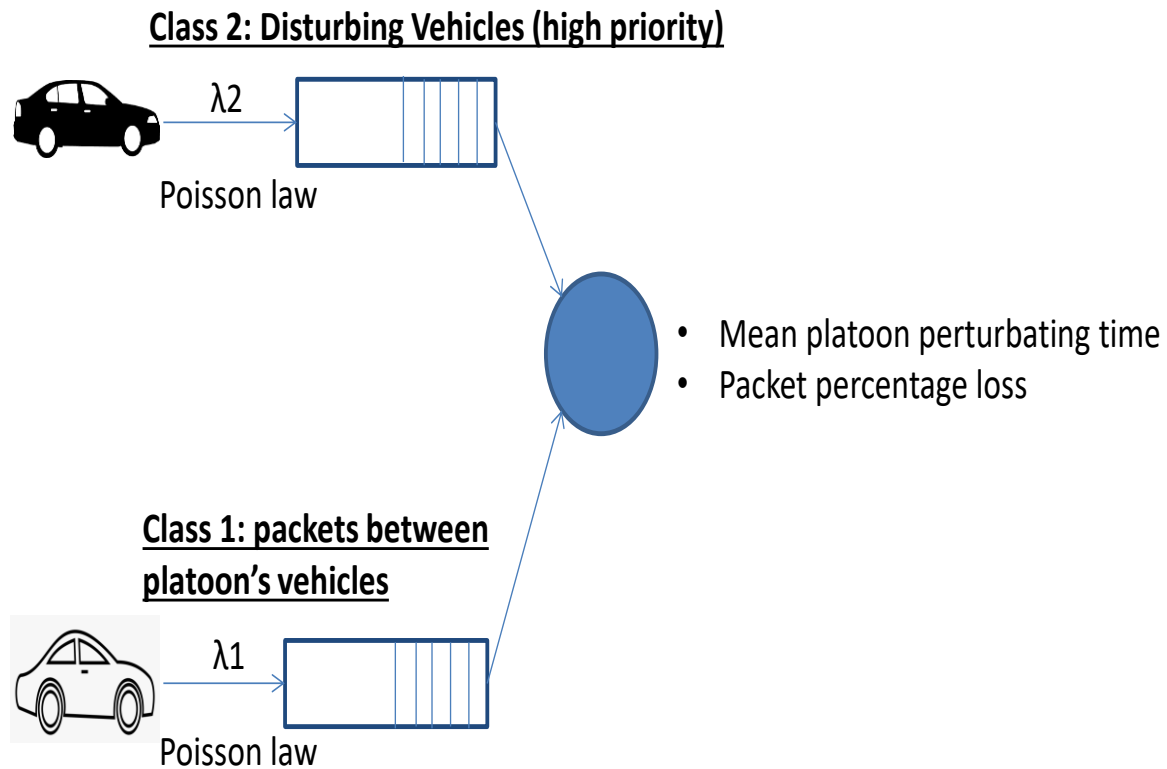 Class 2: Disturbing Vehicles (high priority)
λ2
Poisson law
• Mean platoon perturbating time
• Packet percentage loss
Class 1: packets between
platoon's vehicles
λ1
Poisson law